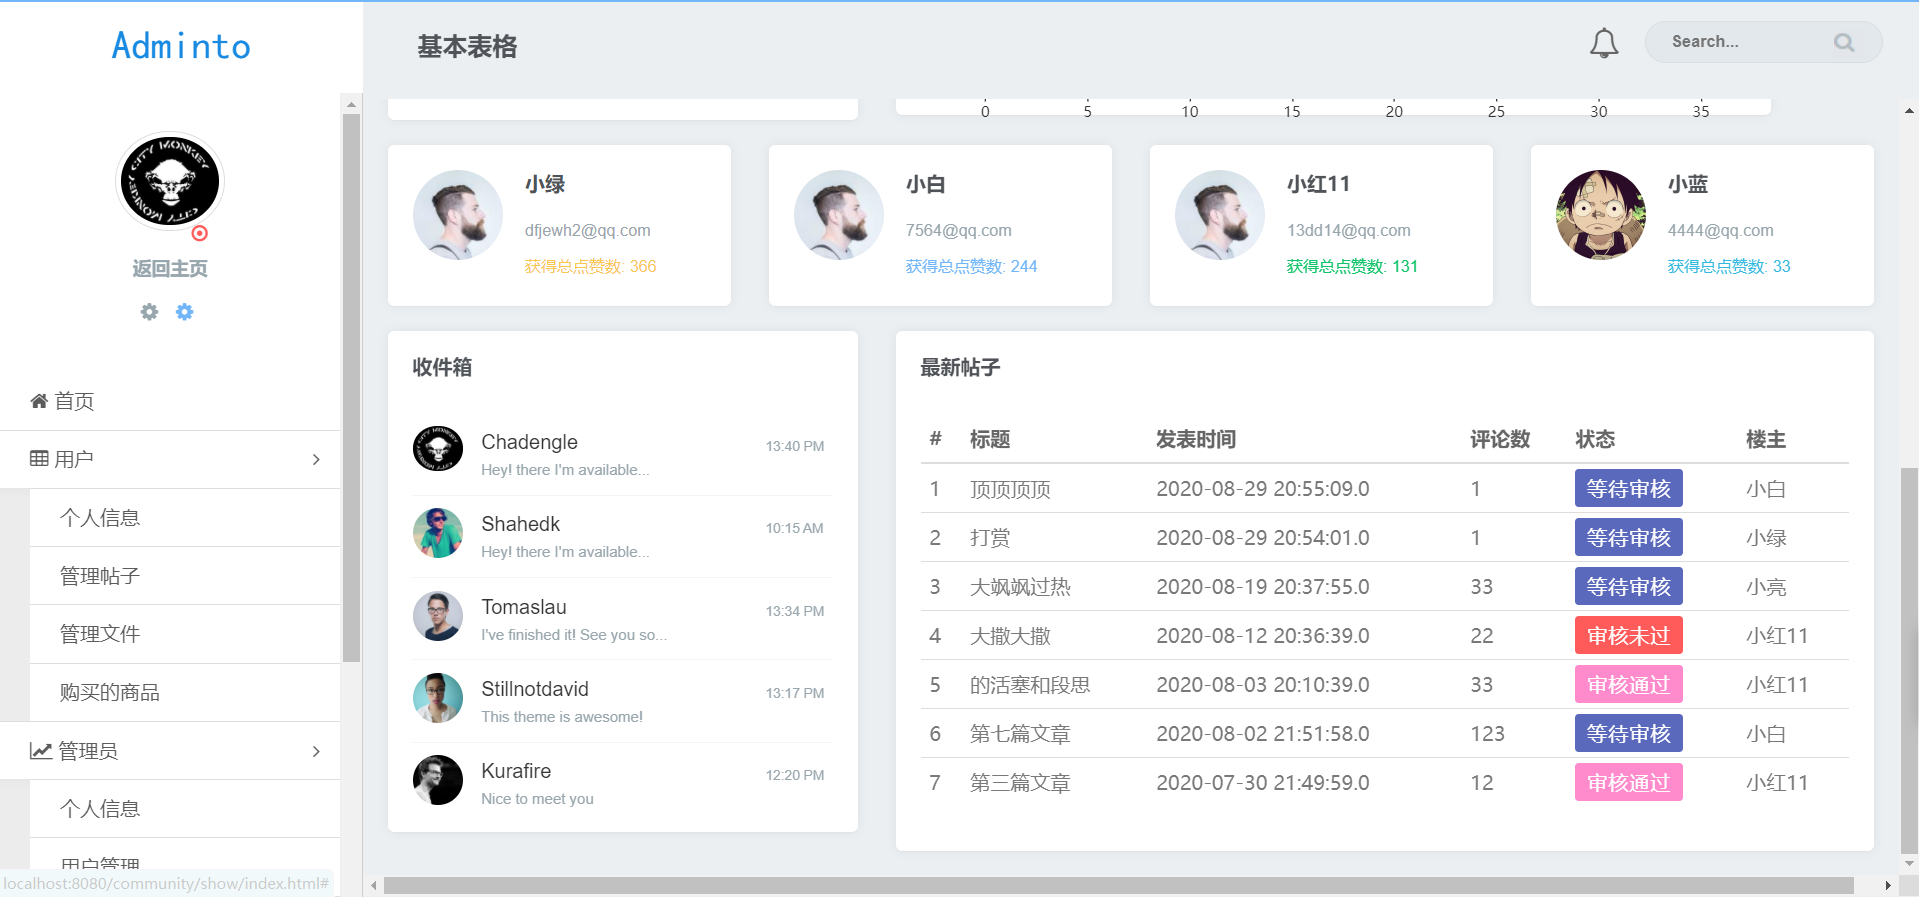 Adminto
基本表格
Search...
返回主页
首页
用户
个人信息
管理帖子
管理文件
购买的商品
管理员
个人信息
用户管理
localhost:8080/community/show/index.html#
0 5 10 15 20 25 30 35
小绿
dfjewh2@qq.com
获得总点赞数: 366
小白
7564@qq.com
获得总点赞数: 244
小红11
13dd14@qq.com
获得总点赞数: 131
小蓝
4444@qq.com
获得总点赞数: 33
收件箱
Chadengle 13:40 PM
Hey! there I'm available...
Shahedk 10:15 AM
Hey! there I'm available...
Tomaslau 13:34 PM
I've finished it! See you so...
Stillnotdavid 13:17 PM
This theme is awesome!
Kurafire 12:20 PM
Nice to meet you
最新帖子
# 标题 发表时间 评论数 状态 楼主
1 顶顶顶顶 2020-08-29 20:55:09.0 1 等待审核 小白
2 打赏 2020-08-29 20:54:01.0 1 等待审核 小绿
3 大飒飒过热 2020-08-19 20:37:55.0 33 等待审核 小亮
4 大撒大撒 2020-08-12 20:36:39.0 22 审核未过 小红11
5 的活塞和段思 2020-08-03 20:10:39.0 33 审核通过 小红11
6 第七篇文章 2020-08-02 21:51:58.0 123 等待审核 小白
7 第三篇文章 2020-07-30 21:49:59.0 12 审核通过 小红11